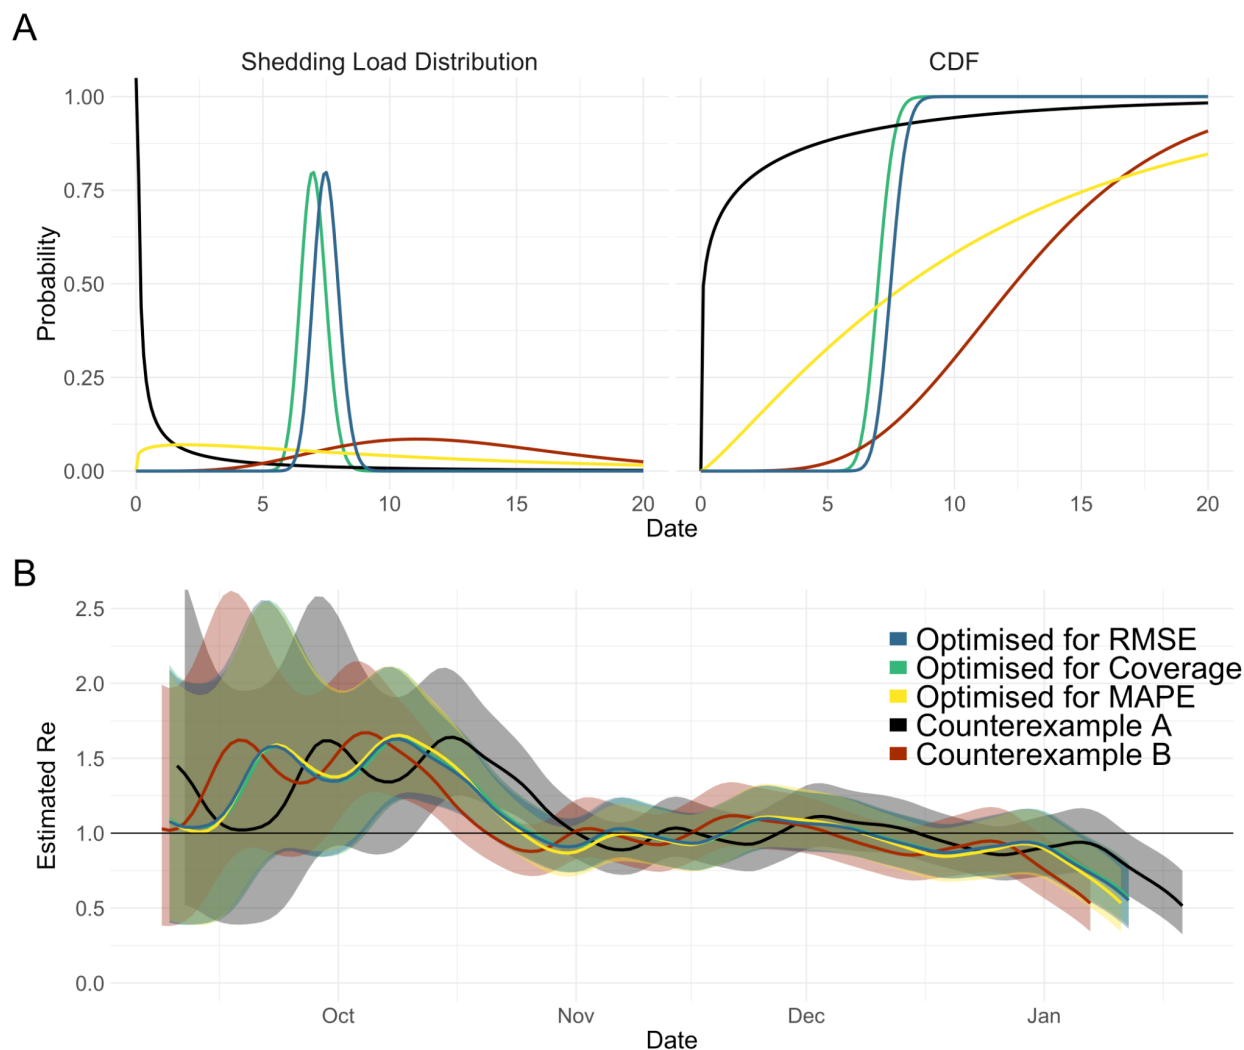 A
Shedding Load Distribution
CDF
Probability
1.00
0.75
0.50
0.25
0.00
0 5 10 15 20
0 5 10 15 20
Date
B
Estimated Re
2.5
2.0
1.5
1.0
0.5
0.0
Optimised for RMSE
Optimised for Coverage
Optimised for MAPE
Counterexample A
Counterexample B
Oct Nov Dec Jan
Date